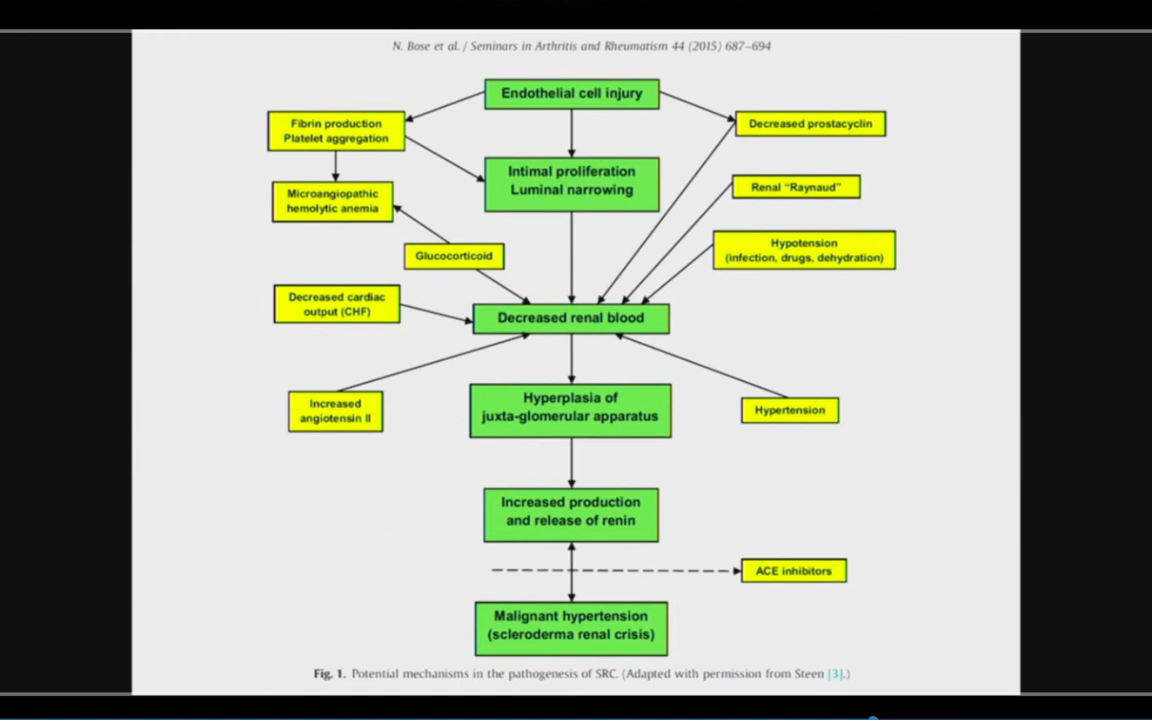 N. Bose et al. / Seminars in Arthritis and Rheumatism 44 (2015) 687–694
Endothelial cell injury
Fibrin production
Platelet aggregation
Decreased prostacyclin
Intimal proliferation
Luminal narrowing
Microangiopathic
hemolytic anemia
Renal “Raynaud”
Glucocorticoid
Hypotension
(infection, drugs, dehydration)
Decreased cardiac
output (CHF)
Decreased renal blood
Increased
angiotensin II
Hyperplasia of
juxta-glomerular apparatus
Hypertension
Increased production
and release of renin
ACE inhibitors
Malignant hypertension
(scleroderma renal crisis)
Fig. 1. Potential mechanisms in the pathogenesis of SRC. (Adapted with permission from Steen [3].)